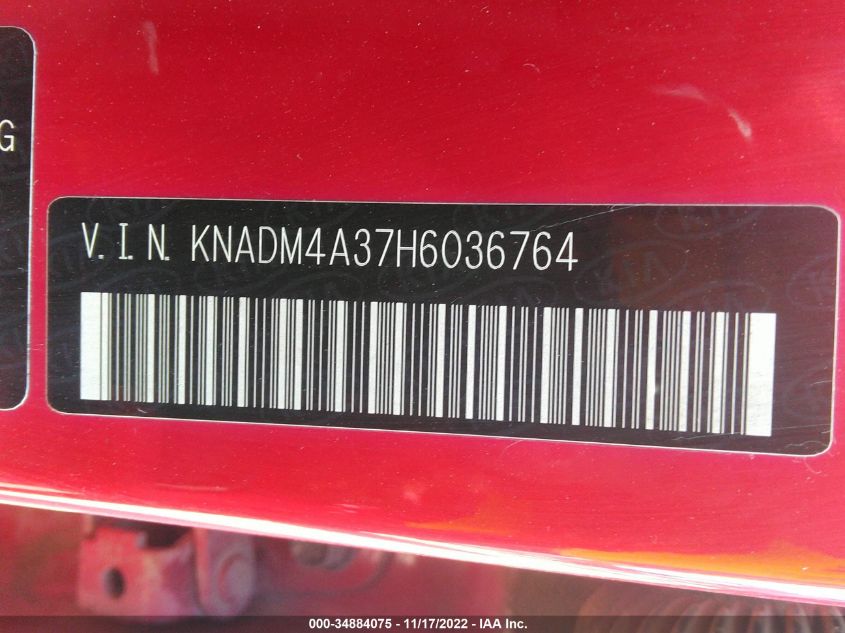 G
V. I. N. KNADM4A37H6036764
000-34884075 - 11/17/2022 - IAA Inc.